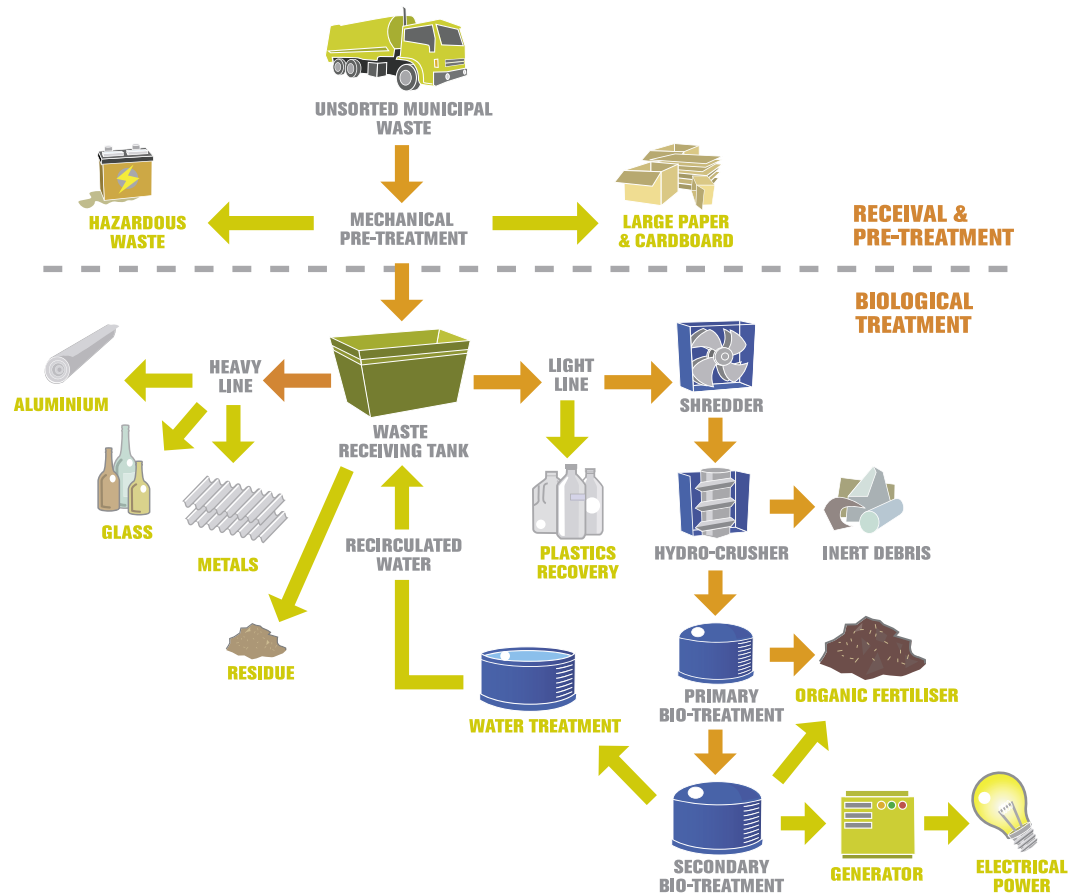 UNSORTED MUNICIPAL
WASTE
HAZARDOUS
WASTE
MECHANICAL
PRE-TREATMENT
LARGE PAPER
& CARDBOARD
RECEIVAL &
PRE-TREATMENT
BIOLOGICAL
TREATMENT
ALUMINIUM
HEAVY
LINE
WASTE
RECEIVING TANK
LIGHT
LINE
SHREDDER
GLASS
METALS
RECIRCULATED
WATER
PLASTICS
RECOVERY
HYDRO-CRUSHER
INERT DEBRIS
RESIDUE
WATER TREATMENT
PRIMARY
BIO-TREATMENT
ORGANIC FERTILISER
SECONDARY
BIO-TREATMENT
GENERATOR
ELECTRICAL
POWER